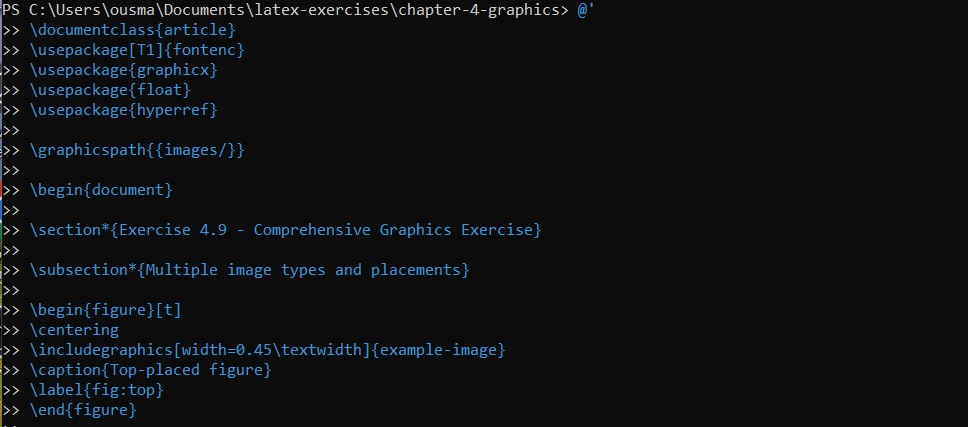 PS C:\Users\ousma\Documents\latex-exercises\chapter-4-graphics> @'
>> \documentclass{article}
>> \usepackage[T1]{fontenc}
>> \usepackage{graphicx}
>> \usepackage{float}
>> \usepackage{hyperref}
>>
>> \graphicspath{{images/}}
>>
>> \begin{document}
>>
>> \section*{Exercise 4.9 - Comprehensive Graphics Exercise}
>>
>> \subsection*{Multiple image types and placements}
>>
>> \begin{figure}[t]
>> \centering
>> \includegraphics[width=0.45\textwidth]{example-image}
>> \caption{Top-placed figure}
>> \label{fig:top}
>> \end{figure}